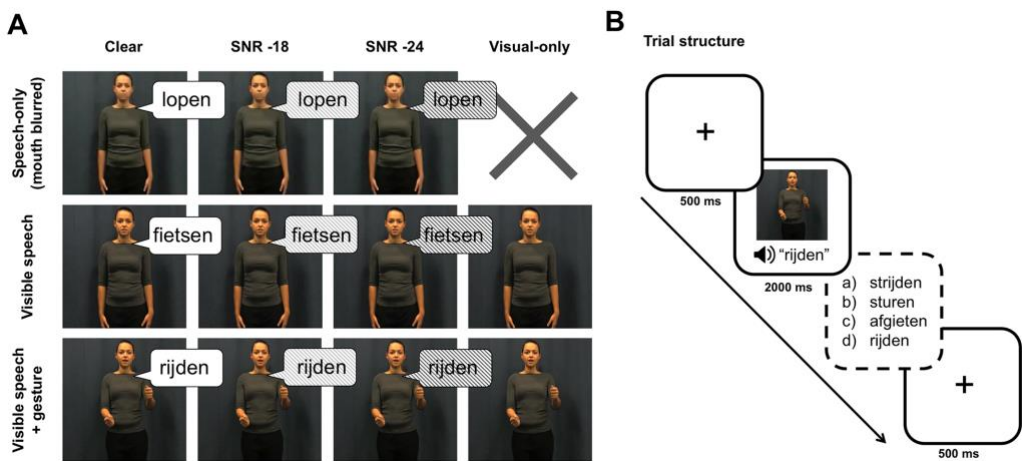 A
Clear
SNR -18
SNR -24
Visual-only
Speech-only
(mouth blurred)
lopen
lopen
lopen
Visible speech
fietsen
fietsen
fietsen
Visible speech
+ gesture
rijden
rijden
rijden
B
Trial structure
+
500 ms
"rijden"
2000 ms
a) strijden
b) sturen
c) afgieten
d) rijden
+
500 ms